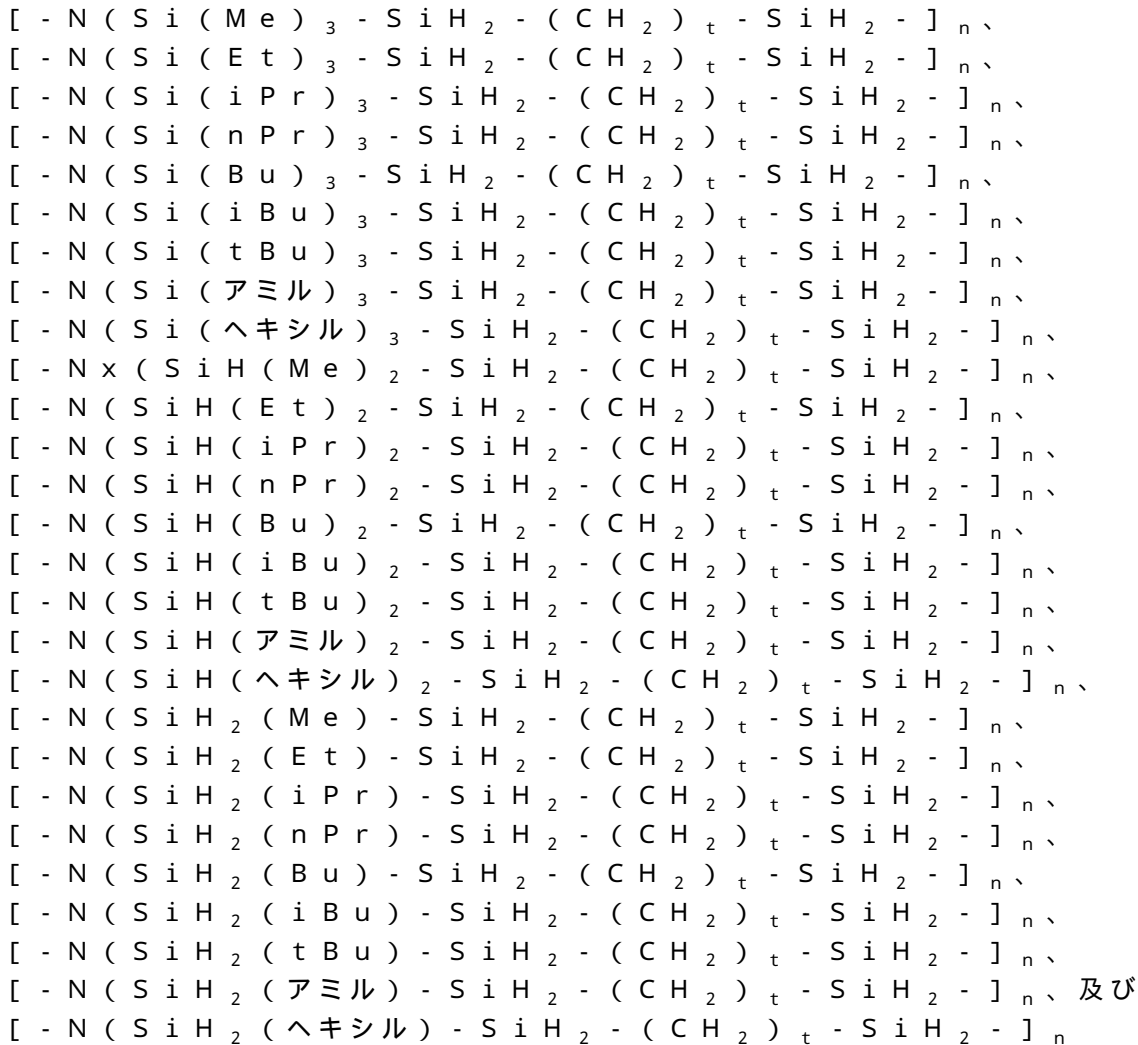 [-N(Si(Me)₃-SiH₂-(CH₂)ₜ-SiH₂-]ₙ、
[-N(Si(Et)₃-SiH₂-(CH₂)ₜ-SiH₂-]ₙ、
[-N(Si(iPr)₃-SiH₂-(CH₂)ₜ-SiH₂-]ₙ、
[-N(Si(nPr)₃-SiH₂-(CH₂)ₜ-SiH₂-]ₙ、
[-N(Si(Bu)₃-SiH₂-(CH₂)ₜ-SiH₂-]ₙ、
[-N(Si(iBu)₃-SiH₂-(CH₂)ₜ-SiH₂-]ₙ、
[-N(Si(tBu)₃-SiH₂-(CH₂)ₜ-SiH₂-]ₙ、
[-N(Si(アミル)₃-SiH₂-(CH₂)ₜ-SiH₂-]ₙ、
[-N(Si(ヘキシル)₃-SiH₂-(CH₂)ₜ-SiH₂-]ₙ、
[-Nx(SiH(Me)₂-SiH₂-(CH₂)ₜ-SiH₂-]ₙ、
[-N(SiH(Et)₂-SiH₂-(CH₂)ₜ-SiH₂-]ₙ、
[-N(SiH(iPr)₂-SiH₂-(CH₂)ₜ-SiH₂-]ₙ、
[-N(SiH(nPr)₂-SiH₂-(CH₂)ₜ-SiH₂-]ₙ、
[-N(SiH(Bu)₂-SiH₂-(CH₂)ₜ-SiH₂-]ₙ、
[-N(SiH(iBu)₂-SiH₂-(CH₂)ₜ-SiH₂-]ₙ、
[-N(SiH(tBu)₂-SiH₂-(CH₂)ₜ-SiH₂-]ₙ、
[-N(SiH(アミル)₂-SiH₂-(CH₂)ₜ-SiH₂-]ₙ、
[-N(SiH(ヘキシル)₂-SiH₂-(CH₂)ₜ-SiH₂-]ₙ、
[-N(SiH₂(Me)-SiH₂-(CH₂)ₜ-SiH₂-]ₙ、
[-N(SiH₂(Et)-SiH₂-(CH₂)ₜ-SiH₂-]ₙ、
[-N(SiH₂(iPr)-SiH₂-(CH₂)ₜ-SiH₂-]ₙ、
[-N(SiH₂(nPr)-SiH₂-(CH₂)ₜ-SiH₂-]ₙ、
[-N(SiH₂(Bu)-SiH₂-(CH₂)ₜ-SiH₂-]ₙ、
[-N(SiH₂(iBu)-SiH₂-(CH₂)ₜ-SiH₂-]ₙ、
[-N(SiH₂(tBu)-SiH₂-(CH₂)ₜ-SiH₂-]ₙ、
[-N(SiH₂(アミル)-SiH₂-(CH₂)ₜ-SiH₂-]ₙ、及び
[-N(SiH₂(ヘキシル)-SiH₂-(CH₂)ₜ-SiH₂-]ₙ